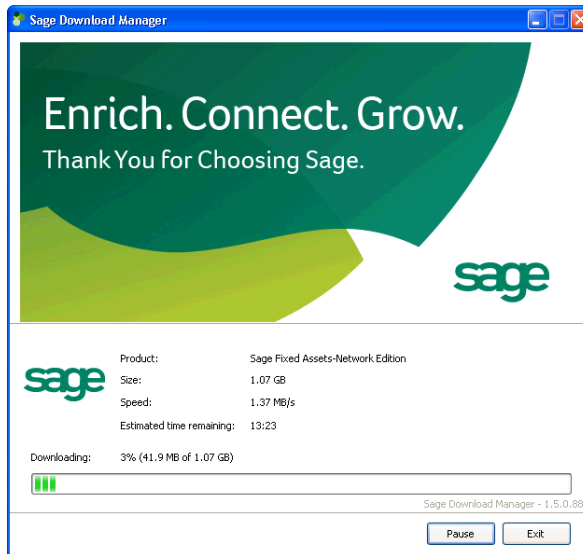 Sage Download Manager
Enrich. Connect. Grow.
Thank You for Choosing Sage.
sage
sage
Product: Sage Fixed Assets-Network Edition
Size: 1.07 GB
Speed: 1.37 MB/s
Estimated time remaining: 13:23
Downloading: 3% (41.9 MB of 1.07 GB)
Sage Download Manager - 1.5.0.88
Pause Exit